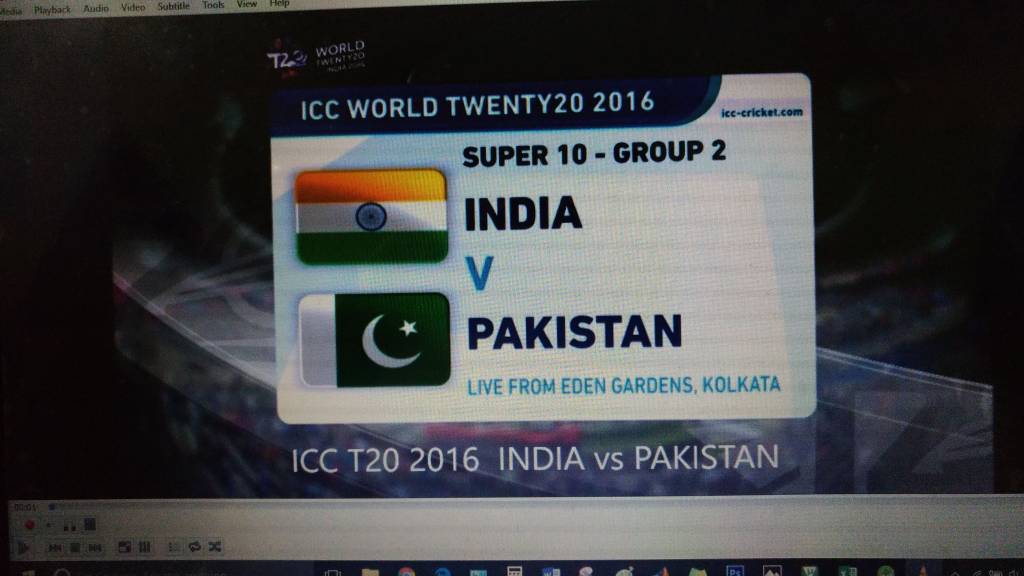 Media Playback Audio Video Subtitle Tools View Help
T20 WORLD
TWENTY20
INDIA 2016
ICC WORLD TWENTY20 2016
icc-cricket.com
SUPER 10 - GROUP 2
INDIA
V
PAKISTAN
LIVE FROM EDEN GARDENS, KOLKATA
ICC T20 2016 INDIA vs PAKISTAN
00:01
Ps